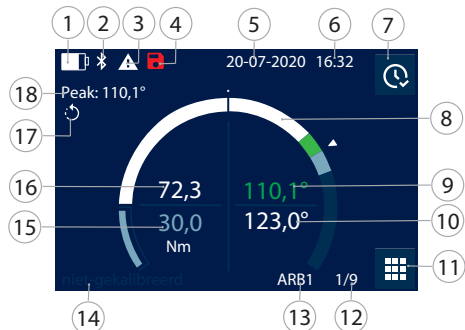 1 2 3 4 5 6 7
20-07-2020 16:32
18 Peak: 110,1°
17
8
16 72,3 110,1° 9
15 30,0 123,0° 10
Nm
11
niet-gekalibreerd ARB1 1/9
14 13 12